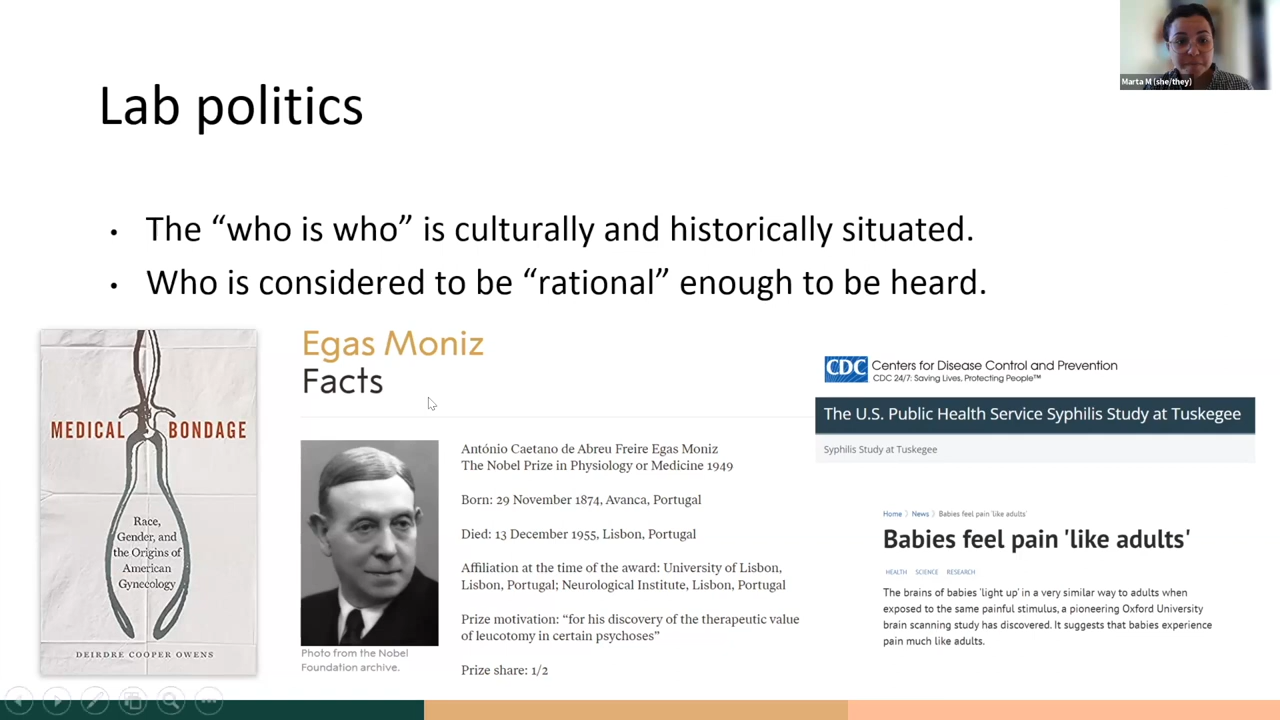 Marta M (she/they)
Lab politics
• The “who is who” is culturally and historically situated.
• Who is considered to be “rational” enough to be heard.
MEDICAL BONDAGE
Race,
Gender, and
the Origins of
American
Gynecology
DEIRDRE COOPER OWENS
Egas Moniz
Facts
António Caetano de Abreu Freire Egas Moniz
The Nobel Prize in Physiology or Medicine 1949
Born: 29 November 1874, Avanca, Portugal
Died: 13 December 1955, Lisbon, Portugal
Affiliation at the time of the award: University of Lisbon,
Lisbon, Portugal; Neurological Institute, Lisbon, Portugal
Prize motivation: “for his discovery of the therapeutic value
of leucotomy in certain psychoses”
Prize share: 1/2
Photo from the Nobel
Foundation archive.
CDC Centers for Disease Control and Prevention
CDC 24/7: Saving Lives, Protecting People™
The U.S. Public Health Service Syphilis Study at Tuskegee
Syphilis Study at Tuskegee
Home 〉 News 〉 Babies feel pain 'like adults'
Babies feel pain 'like adults'
HEALTH SCIENCE RESEARCH
The brains of babies 'light up' in a very similar way to adults when
exposed to the same painful stimulus, a pioneering Oxford University
brain scanning study has discovered. It suggests that babies experience
pain much like adults.